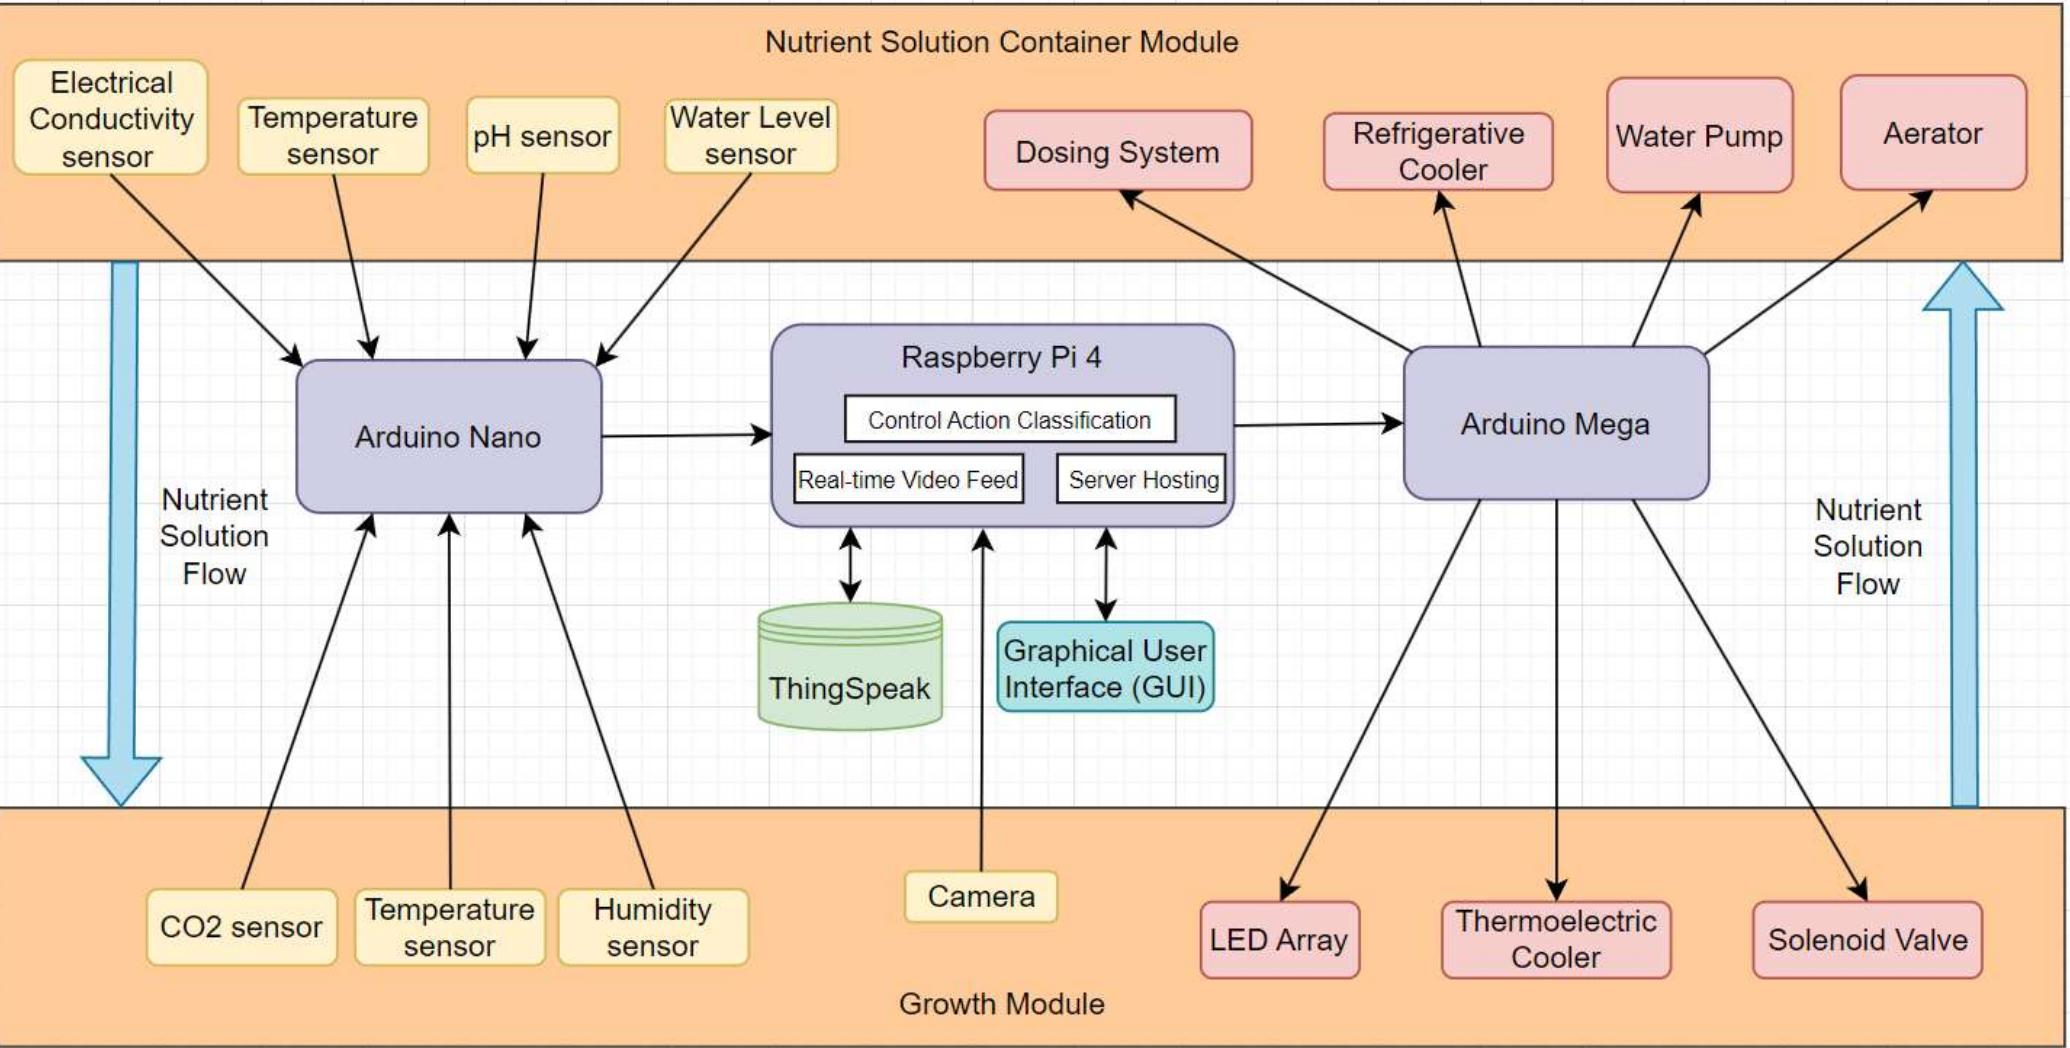 Nutrient Solution Container Module
Electrical
Conductivity
sensor
Temperature
sensor
pH sensor
Water Level
sensor
Dosing System
Refrigerative
Cooler
Water Pump
Aerator
Raspberry Pi 4
Control Action Classification
Real-time Video Feed
Server Hosting
Arduino Nano
Arduino Mega
Nutrient
Solution
Flow
Nutrient
Solution
Flow
ThingSpeak
Graphical User
Interface (GUI)
CO2 sensor
Temperature
sensor
Humidity
sensor
Camera
LED Array
Thermoelectric
Cooler
Solenoid Valve
Growth Module